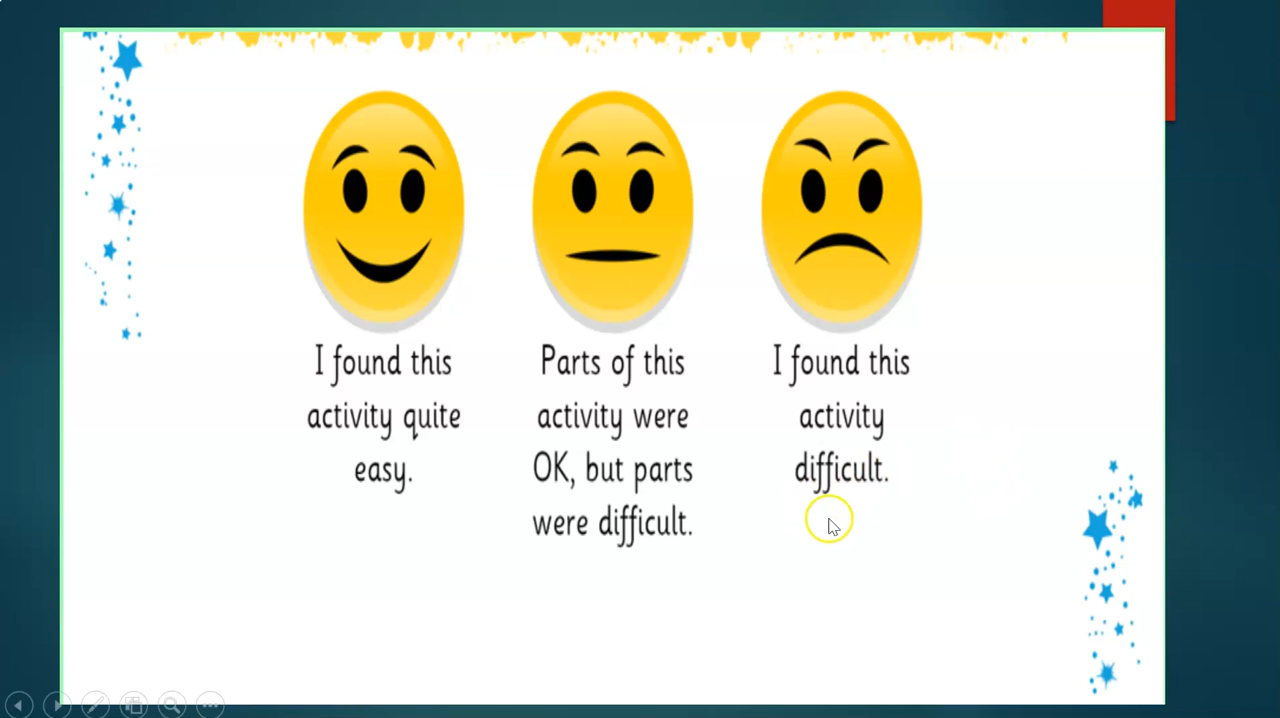 I found this
activity quite
easy.
Parts of this
activity were
OK, but parts
were difficult.
I found this
activity
difficult.